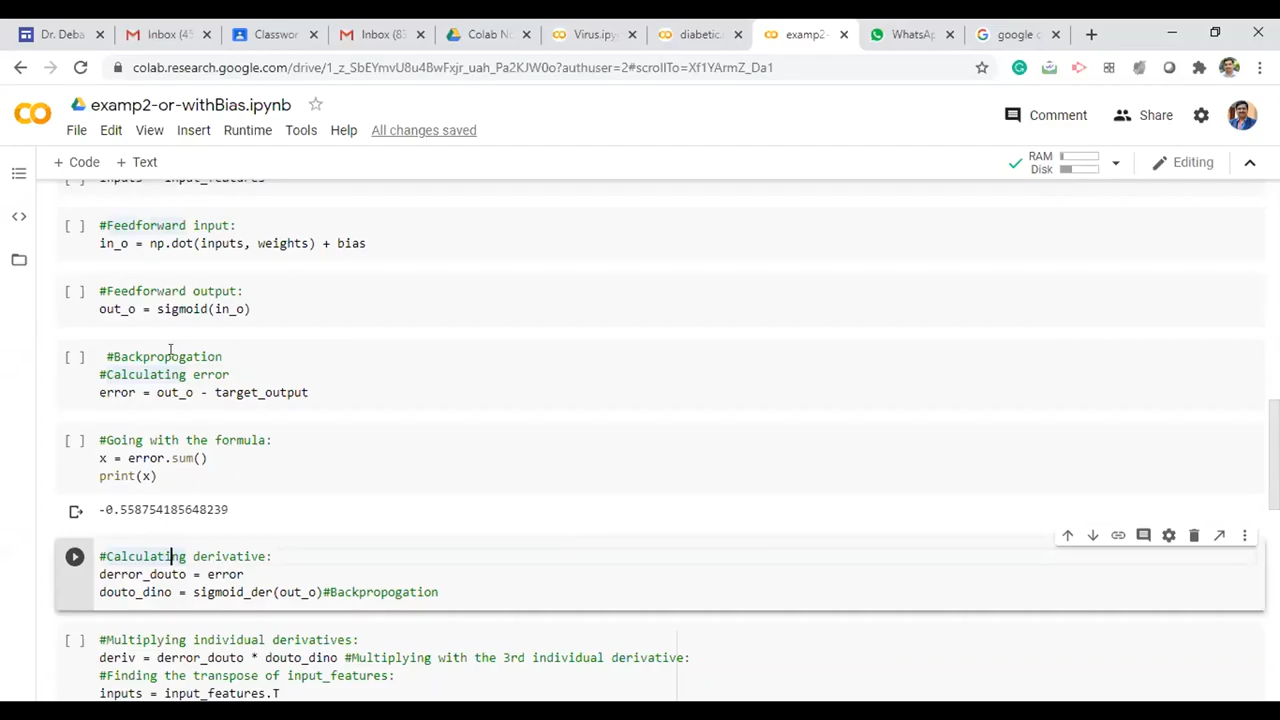 Dr. Deba
Inbox (45
Classwor
Inbox (83
Colab No
Virus.ipy
diabetic.
examp2-
WhatsAp
google c
colab.research.google.com/drive/1_z_SbEYmvU8u4BwFxjr_uah_Pa2KJW0o?authuser=2#scrollTo=Xf1YArmZ_Da1
examp2-or-withBias.ipynb
File Edit View Insert Runtime Tools Help All changes saved
Comment Share
+ Code + Text
RAM
Disk
Editing
inputs = input_features
[ ] #Feedforward input:
in_o = np.dot(inputs, weights) + bias
[ ] #Feedforward output:
out_o = sigmoid(in_o)
[ ] #Backpropogation
#Calculating error
error = out_o - target_output
[ ] #Going with the formula:
x = error.sum()
print(x)
-0.558754185648239
#Calculating derivative:
derror_douto = error
douto_dino = sigmoid_der(out_o)#Backpropogation
[ ] #Multiplying individual derivatives:
deriv = derror_douto * douto_dino #Multiplying with the 3rd individual derivative:
#Finding the transpose of input_features:
inputs = input_features.T